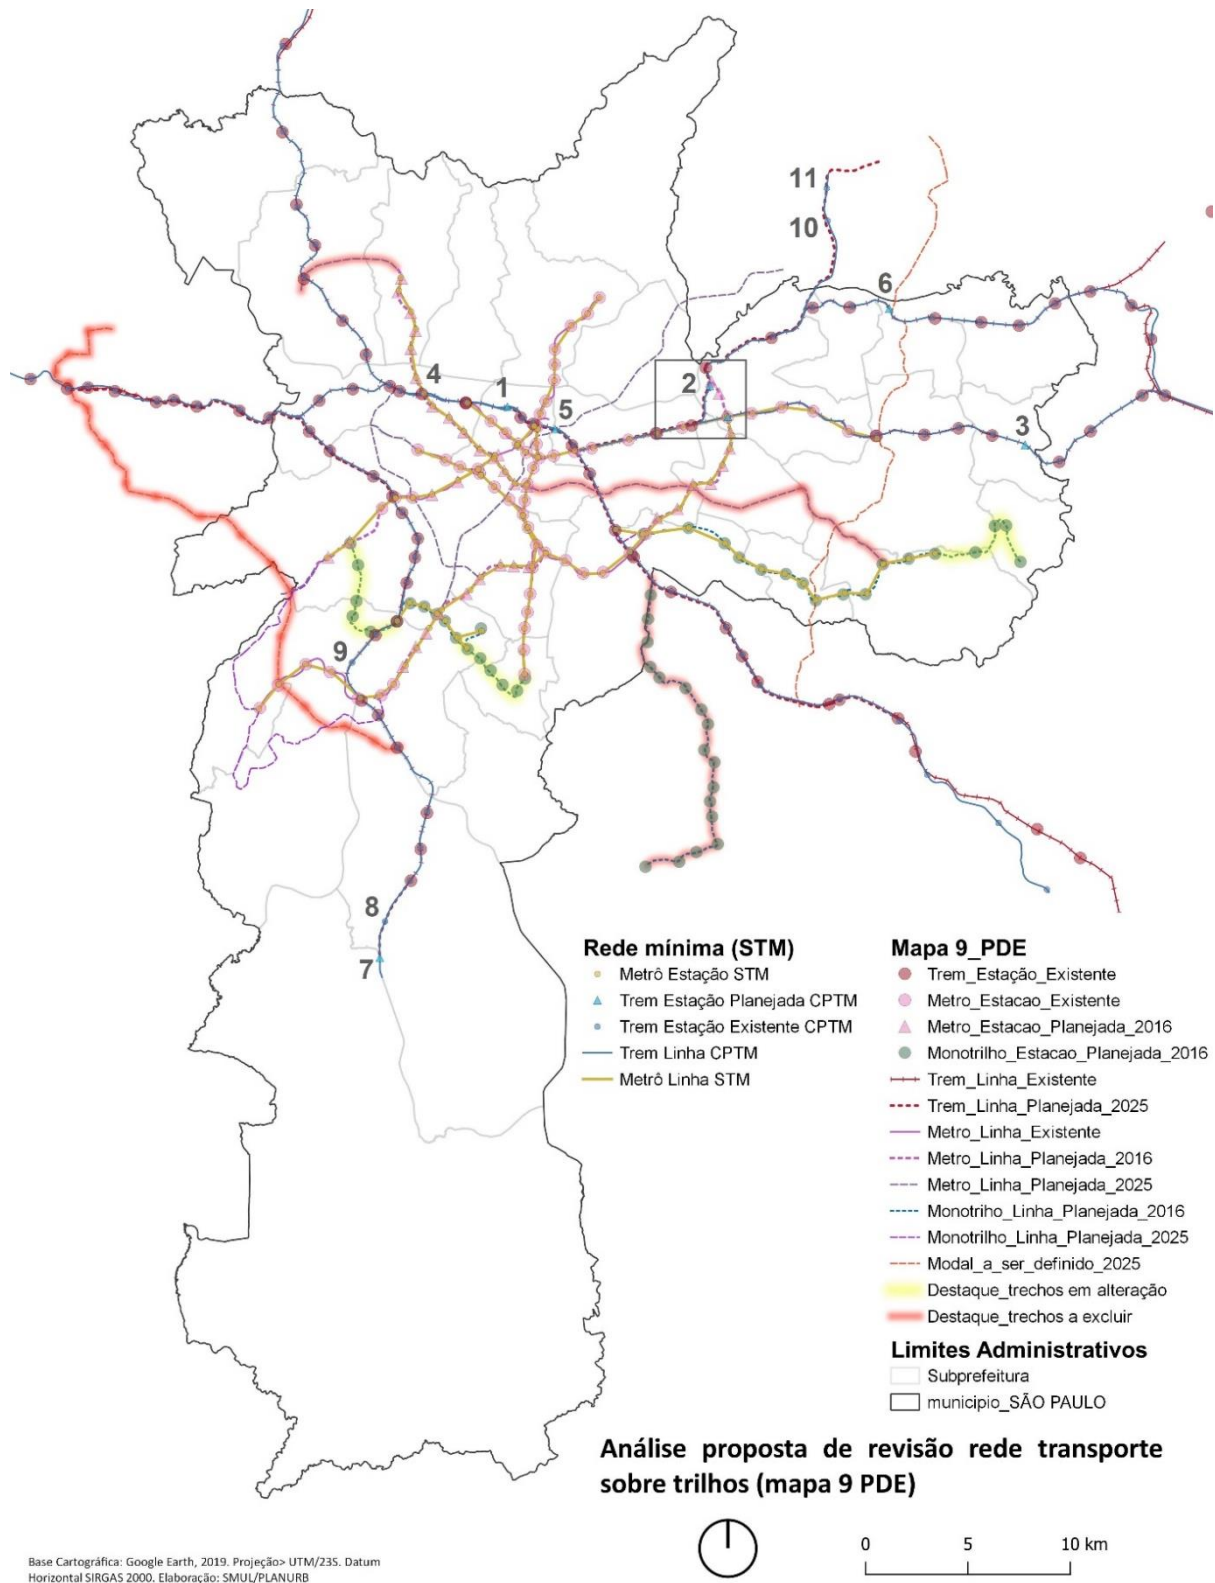 11
10
6
4
1
5
2
3
9
8
7
Rede mínima (STM)
Metrô Estação STM
Trem Estação Planejada CPTM
Trem Estação Existente CPTM
Trem Linha CPTM
Metrô Linha STM
Mapa 9_PDE
Trem_Estação_Existente
Metro_Estacao_Existente
Metro_Estacao_Planejada_2016
Monotrilho_Estacao_Planejada_2016
Trem_Linha_Existente
Trem_Linha_Planejada_2025
Metro_Linha_Existente
Metro_Linha_Planejada_2016
Metro_Linha_Planejada_2025
Monotriho_Linha_Planejada_2016
Monotrilho_Linha_Planejada_2025
Modal_a_ser_definido_2025
Destaque_trechos em alteração
Destaque_trechos a excluir
Limites Administrativos
Subprefeitura
municipio_SÃO PAULO
Análise proposta de revisão rede transporte
sobre trilhos (mapa 9 PDE)
0 5 10 km
Base Cartográfica: Google Earth, 2019. Projeção> UTM/23S. Datum
Horizontal SIRGAS 2000. Elaboração: SMUL/PLANURB